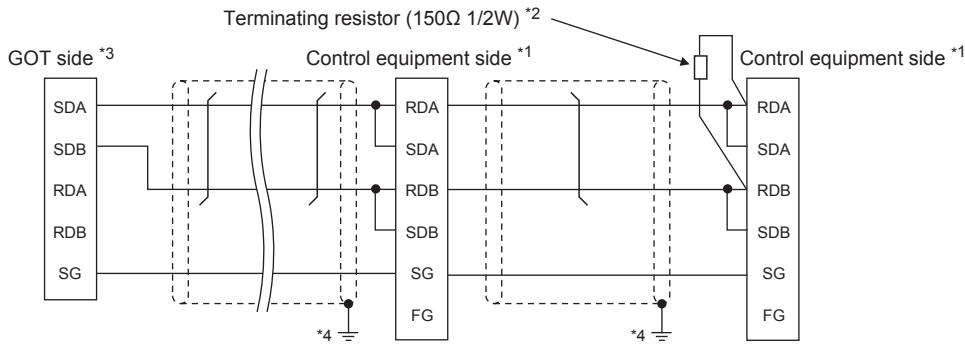 Terminating resistor (150Ω 1/2W) *2
GOT side *3
Control equipment side *1
Control equipment side *1
SDA
SDB
RDA
RDB
SG
RDA
SDA
RDB
SDB
SG
FG
RDA
SDA
RDB
SDB
SG
FG
*4
*4